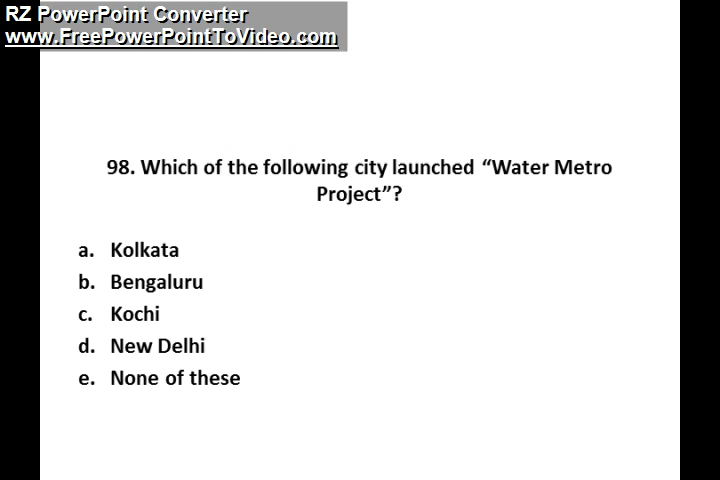 RZ PowerPoint Converter
www.FreePowerPointToVideo.com
98. Which of the following city launched “Water Metro
Project”?
a. Kolkata
b. Bengaluru
c. Kochi
d. New Delhi
e. None of these